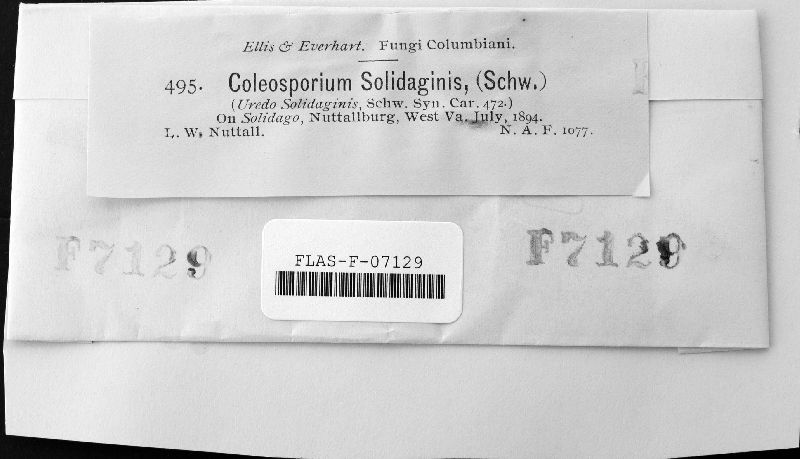 Ellis & Everhart. Fungi Columbiani.
495. Coleosporium Solidaginis, (Schw.)
(Uredo Solidaginis, Schw. Syn. Car. 472.)
On Solidago, Nuttallburg, West Va. July, 1894.
L. W. Nuttall. N. A. F. 1077.
F7129
FLAS-F-07129
F7129